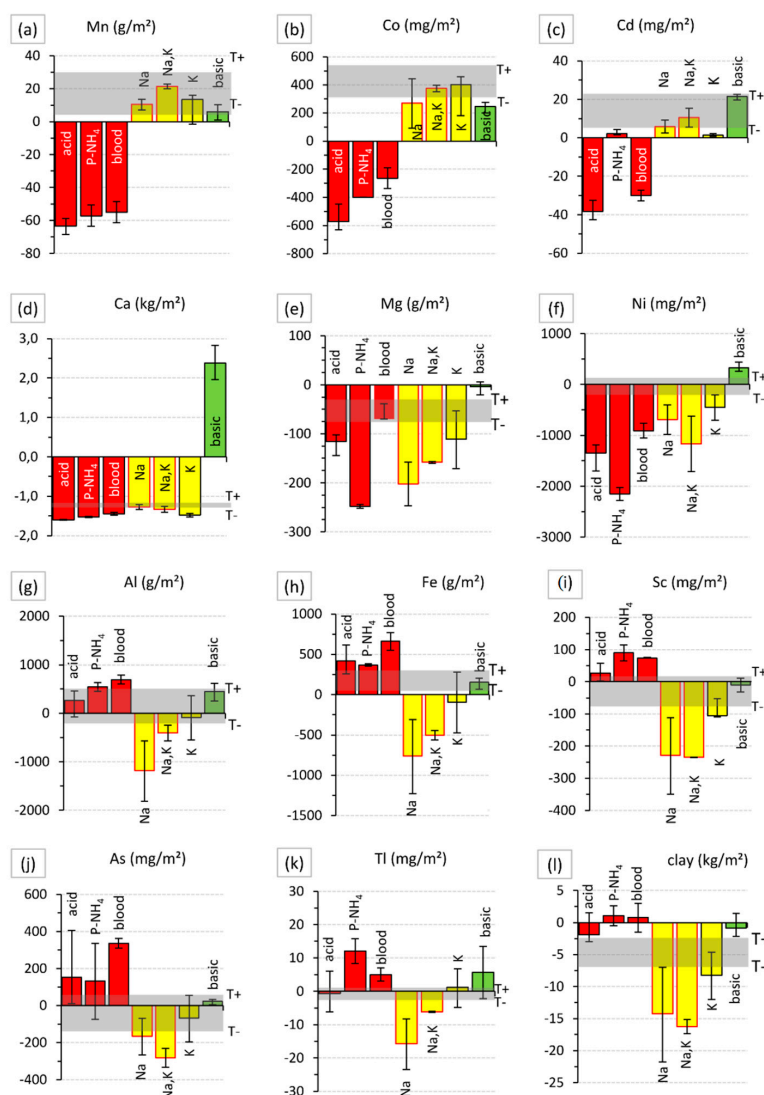 (a)
Mn (g/m²)
40
20
0
-20
-40
-60
-80
acid
P-NH₄
blood
Na
Na,K
K
basic
T+
T-
(b)
Co (mg/m²)
600
400
200
0
-200
-400
-600
-800
acid
P-NH₄
blood
Na
Na,K
K
basic
T+
T-
(c)
Cd (mg/m²)
40
20
0
-20
-40
-60
acid
P-NH₄
blood
Na
Na,K
K
basic
T+
T-
(d)
Ca (kg/m²)
3,0
2,0
1,0
0,0
-1,0
-2,0
acid
P-NH₄
blood
Na
Na,K
K
basic
T+
T-
(e)
Mg (g/m²)
100
0
-100
-200
-300
acid
P-NH₄
blood
Na
Na,K
K
basic
T+
T-
(f)
Ni (mg/m²)
1000
0
-1000
-2000
-3000
acid
P-NH₄
blood
Na
Na,K
K
basic
T+
T-
(g)
Al (g/m²)
2000
1000
0
-1000
-2000
acid
P-NH₄
blood
Na
Na,K
K
basic
T+
T-
(h)
Fe (g/m²)
1000
500
0
-500
-1000
-1500
acid
P-NH₄
blood
Na
Na,K
K
basic
T+
T-
(i)
Sc (mg/m²)
200
100
0
-100
-200
-300
-400
acid
P-NH₄
blood
Na
Na,K
K
basic
T+
T-
(j)
As (mg/m²)
600
400
200
0
-200
-400
acid
P-NH₄
blood
Na
Na,K
K
basic
T+
T-
(k)
Tl (mg/m²)
30
20
10
0
-10
-20
-30
acid
P-NH₄
blood
Na
Na,K
K
basic
T+
T-
(l)
clay (kg/m²)
5
0
-5
-10
-15
-20
-25
acid
P-NH₄
blood
Na
Na,K
K
basic
T-
T-